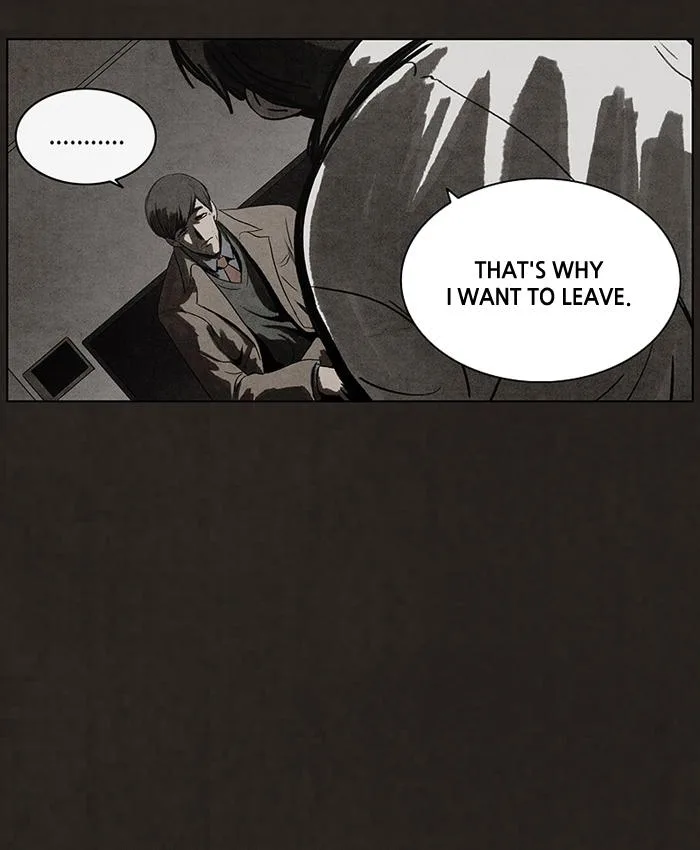 ...........
THAT'S WHY
I WANT TO LEAVE.